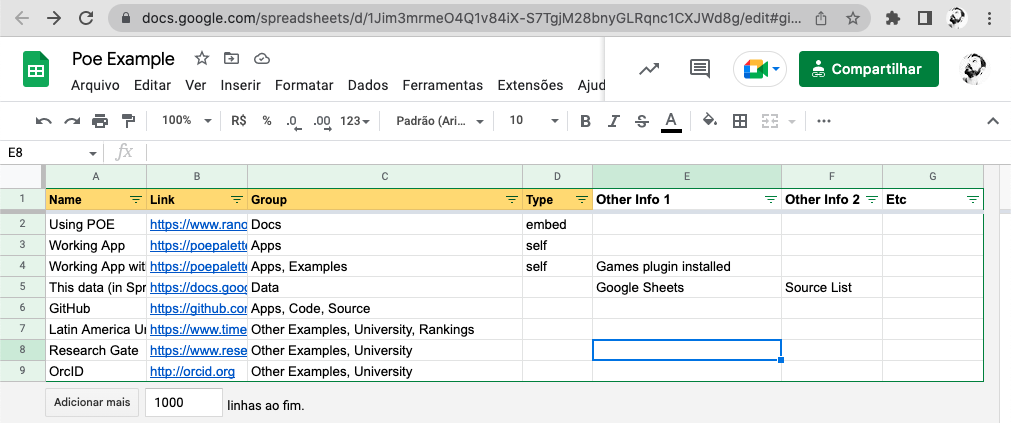 docs.google.com/spreadsheets/d/1Jim3mrmeO4Q1v84iX-S7TgjM28bnyGLRqnc1CXJWd8g/edit#gi...
Poe Example
Arquivo Editar Ver Inserir Formatar Dados Ferramentas Extensões Ajud
Compartilhar
100% R$ % .0 .00 123 Padrão (Ari... 10 B I S A
E8 fx
A B C D E F G
1 Name Link Group Type Other Info 1 Other Info 2 Etc
2 Using POE https://www.rand Docs embed
3 Working App https://poepalett Apps self
4 Working App wit https://poepalett Apps, Examples self Games plugin installed
5 This data (in Spr https://docs.goog Data Google Sheets Source List
6 GitHub https://github.cor Apps, Code, Source
7 Latin America Ur https://www.time Other Examples, University, Rankings
8 Research Gate https://www.rese Other Examples, University
9 OrcID http://orcid.org Other Examples, University
Adicionar mais 1000 linhas ao fim.